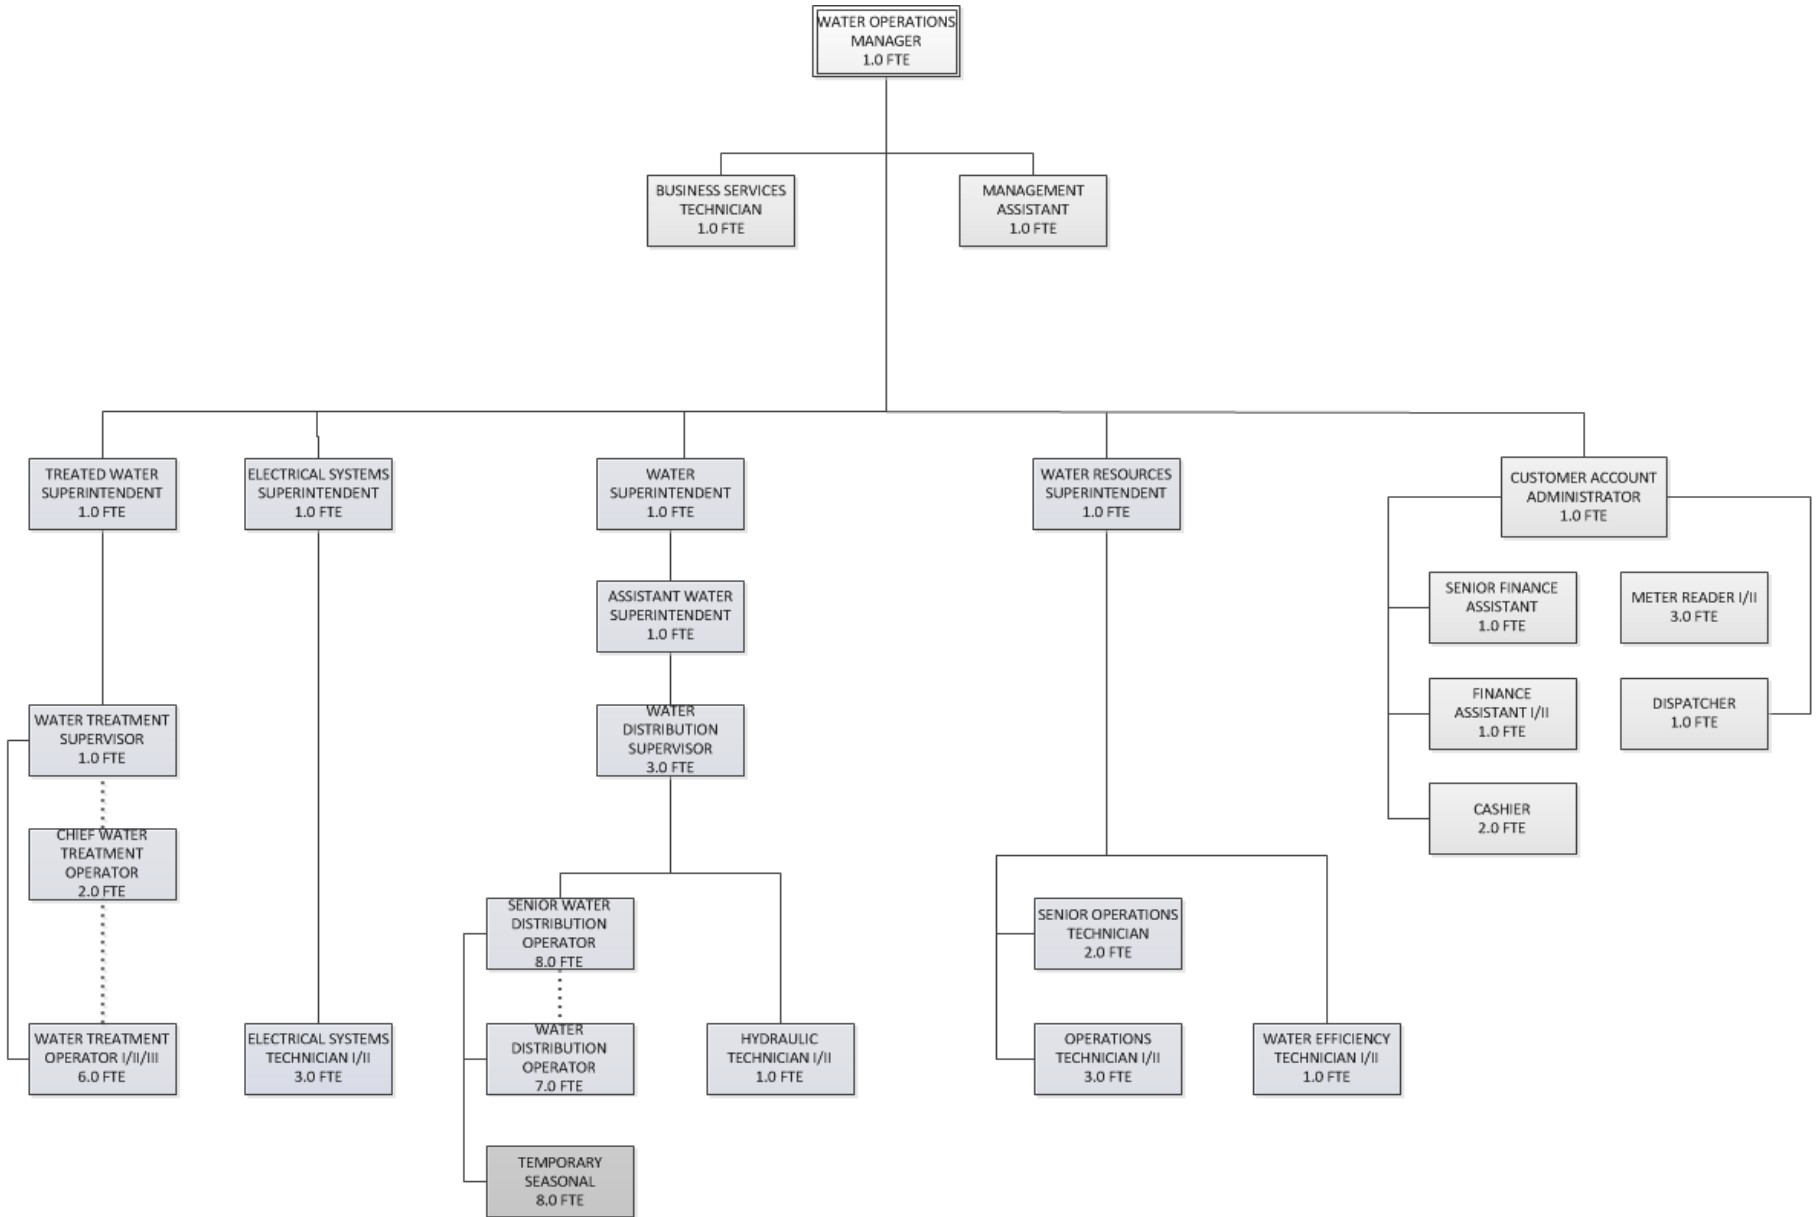 WATER OPERATIONS
MANAGER
1.0 FTE
BUSINESS SERVICES
TECHNICIAN
1.0 FTE
MANAGEMENT
ASSISTANT
1.0 FTE
TREATED WATER
SUPERINTENDENT
1.0 FTE
ELECTRICAL SYSTEMS
SUPERINTENDENT
1.0 FTE
WATER
SUPERINTENDENT
1.0 FTE
WATER RESOURCES
SUPERINTENDENT
1.0 FTE
CUSTOMER ACCOUNT
ADMINISTRATOR
1.0 FTE
ASSISTANT WATER
SUPERINTENDENT
1.0 FTE
SENIOR FINANCE
ASSISTANT
1.0 FTE
METER READER I/II
3.0 FTE
WATER TREATMENT
SUPERVISOR
1.0 FTE
WATER
DISTRIBUTION
SUPERVISOR
3.0 FTE
FINANCE
ASSISTANT I/II
1.0 FTE
DISPATCHER
1.0 FTE
CHIEF WATER
TREATMENT
OPERATOR
2.0 FTE
CASHIER
2.0 FTE
SENIOR WATER
DISTRIBUTION
OPERATOR
8.0 FTE
SENIOR OPERATIONS
TECHNICIAN
2.0 FTE
WATER TREATMENT
OPERATOR I/II/III
6.0 FTE
ELECTRICAL SYSTEMS
TECHNICIAN I/II
3.0 FTE
WATER
DISTRIBUTION
OPERATOR
7.0 FTE
HYDRAULIC
TECHNICIAN I/II
1.0 FTE
OPERATIONS
TECHNICIAN I/II
3.0 FTE
WATER EFFICIENCY
TECHNICIAN I/II
1.0 FTE
TEMPORARY
SEASONAL
8.0 FTE